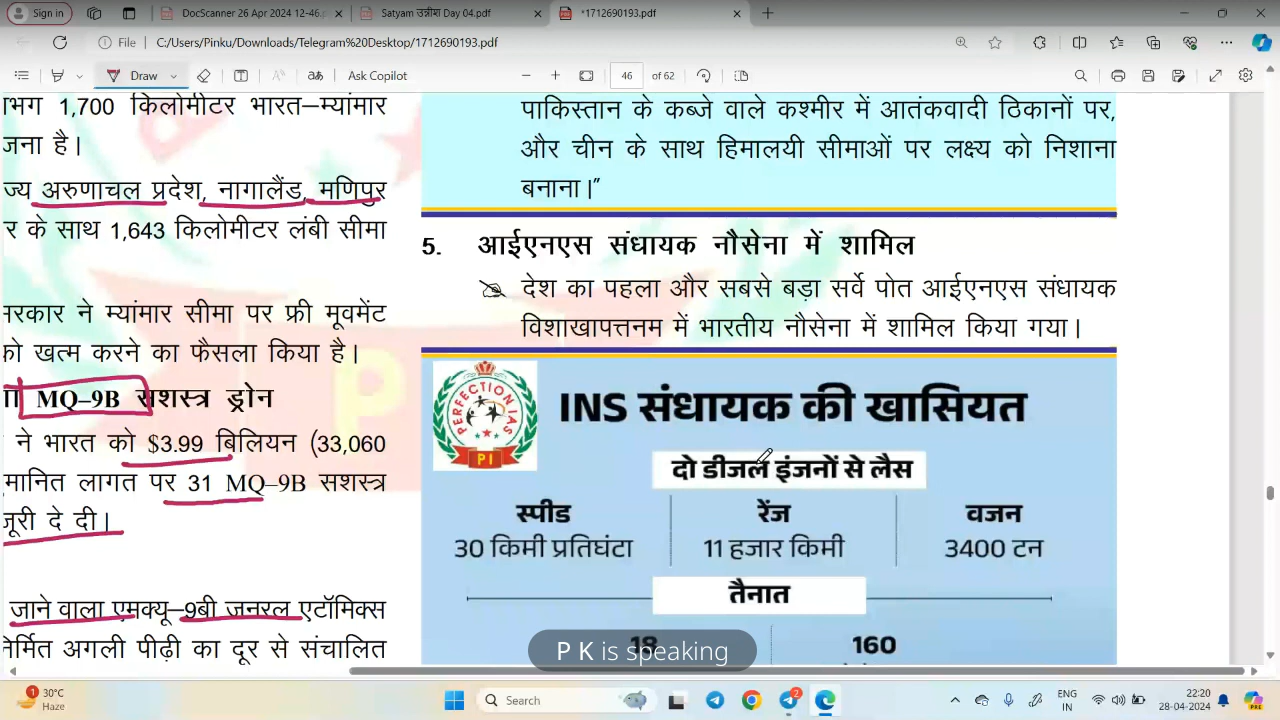 Sign in
DocScanner 26 Apr 2024 12-46.p
Satyam उन्नीश Day 04.pdf
*1712690193.pdf
File
C:/Users/Pinku/Downloads/Telegram%20Desktop/1712690193.pdf
Draw
Ask Copilot
46 of 62
भग 1,700 किलोमीटर भारत–म्यांमार
जना है।
ज्य अरुणाचल प्रदेश, नागालैंड, मणिपुर
र के साथ 1,643 किलोमीटर लंबी सीमा
सरकार ने म्यांमार सीमा पर फ्री मूवमेंट
को खत्म करने का फैसला किया है।
MQ–9B सशस्त्र ड्रोन
ने भारत को $3.99 बिलियन (33,060
मानित लागत पर 31 MQ–9B सशस्त्र
जूरी दे दी।
जाने वाला एमक्यू–9बी जनरल एटॉमिक्स
निर्मित अगली पीढ़ी का दूर से संचालित
पाकिस्तान के कब्जे वाले कश्मीर में आतंकवादी ठिकानों पर,
और चीन के साथ हिमालयी सीमाओं पर लक्ष्य को निशाना
बनाना।”
5. आईएनएस संधायक नौसेना में शामिल
देश का पहला और सबसे बड़ा सर्वे पोत आईएनएस संधायक
विशाखापत्तनम में भारतीय नौसेना में शामिल किया गया।
PERFECTION IAS
PI
INS संधायक की खासियत
दो डीजल इंजनों से लैस
स्पीड रेंज वजन
30 किमी प्रतिघंटा 11 हजार किमी 3400 टन
तैनात
18 160
P K is speaking
1
30°C
Haze
Search
2
ENG
IN
22:20
28-04-2024